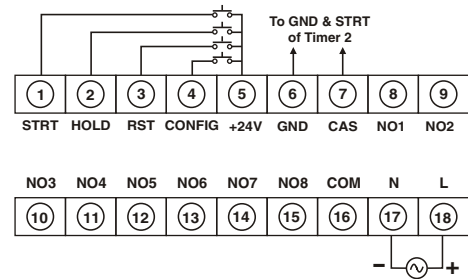 To GND & STRT
of Timer 2
1 2 3 4 5 6 7 8 9
STRT HOLD RST CONFIG +24V GND CAS NO1 NO2
NO3 NO4 NO5 NO6 NO7 NO8 COM N L
10 11 12 13 14 15 16 17 18
– +